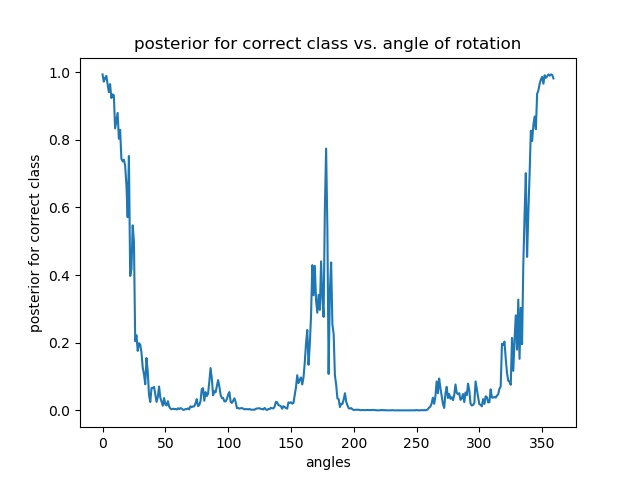 posterior for correct class vs. angle of rotation
posterior for correct class
1.0
0.8
0.6
0.4
0.2
0.0
0 50 100 150 200 250 300 350
angles